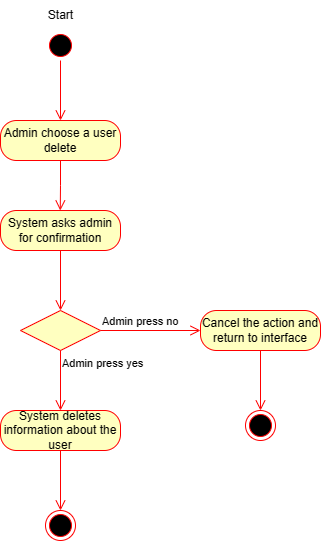 Start
Admin choose a user
delete
System asks admin
for confirmation
Admin press no
Cancel the action and
return to interface
Admin press yes
System deletes
information about the
user